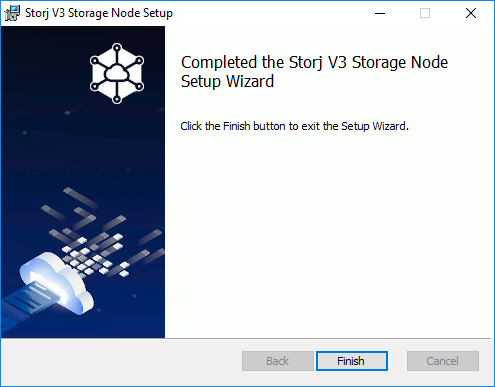 Storj V3 Storage Node Setup
Completed the Storj V3 Storage Node
Setup Wizard
Click the Finish button to exit the Setup Wizard.
Back
Finish
Cancel